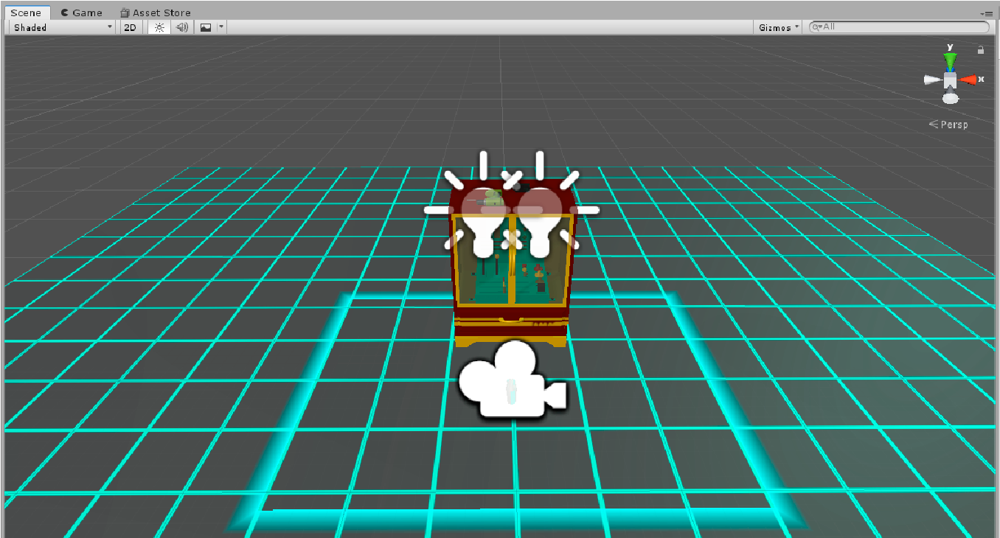 Scene Game Asset Store
Shaded 2D Gizmos All
y
x
Persp